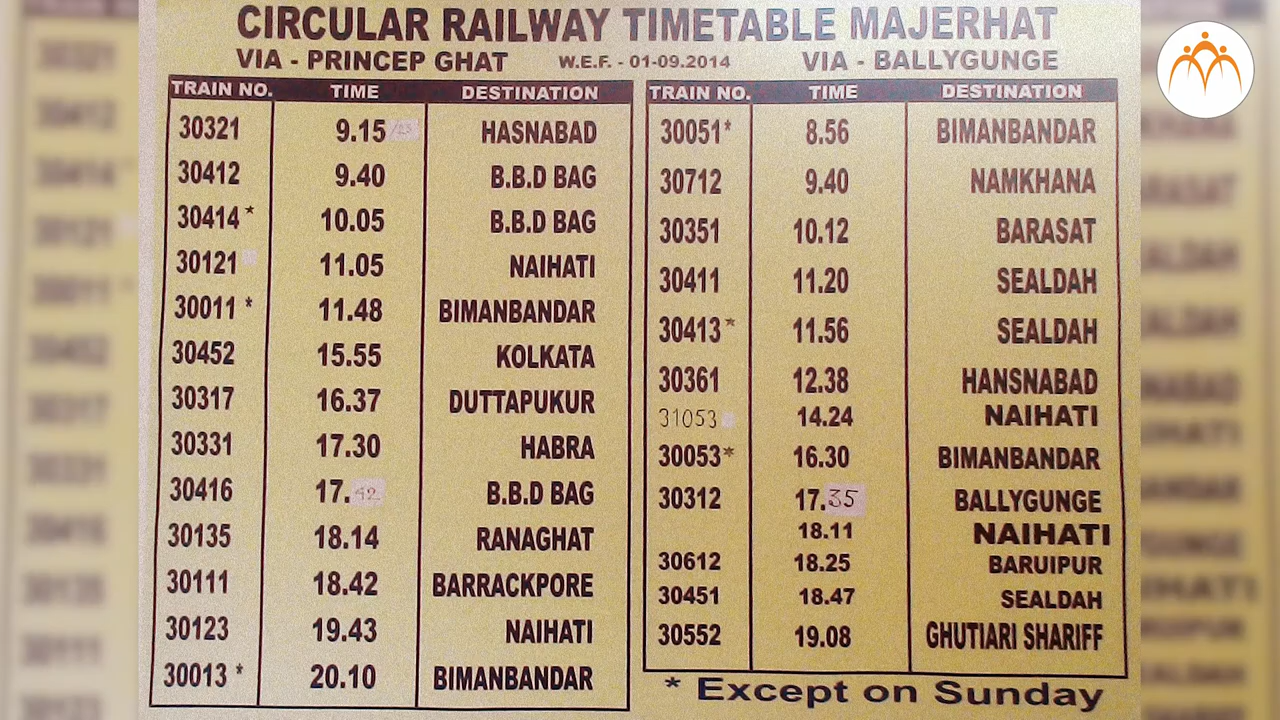 CIRCULAR RAILWAY TIMETABLE MAJERHAT
VIA - PRINCEP GHAT W.E.F. - 01-09.2014 VIA - BALLYGUNGE
TRAIN NO. TIME DESTINATION
30321 9.15 HASNABAD
30412 9.40 B.B.D BAG
30414 * 10.05 B.B.D BAG
30121 11.05 NAIHATI
30011 * 11.48 BIMANBANDAR
30452 15.55 KOLKATA
30317 16.37 DUTTAPUKUR
30331 17.30 HABRA
30416 17.42 B.B.D BAG
30135 18.14 RANAGHAT
30111 18.42 BARRACKPORE
30123 19.43 NAIHATI
30013 * 20.10 BIMANBANDAR
TRAIN NO. TIME DESTINATION
30051* 8.56 BIMANBANDAR
30712 9.40 NAMKHANA
30351 10.12 BARASAT
30411 11.20 SEALDAH
30413* 11.56 SEALDAH
30361 12.38 HANSNABAD
31053 14.24 NAIHATI
30053* 16.30 BIMANBANDAR
30312 17.35 BALLYGUNGE
18.11 NAIHATI
30612 18.25 BARUIPUR
30451 18.47 SEALDAH
30552 19.08 GHUTIARI SHARIFF
* Except on Sunday